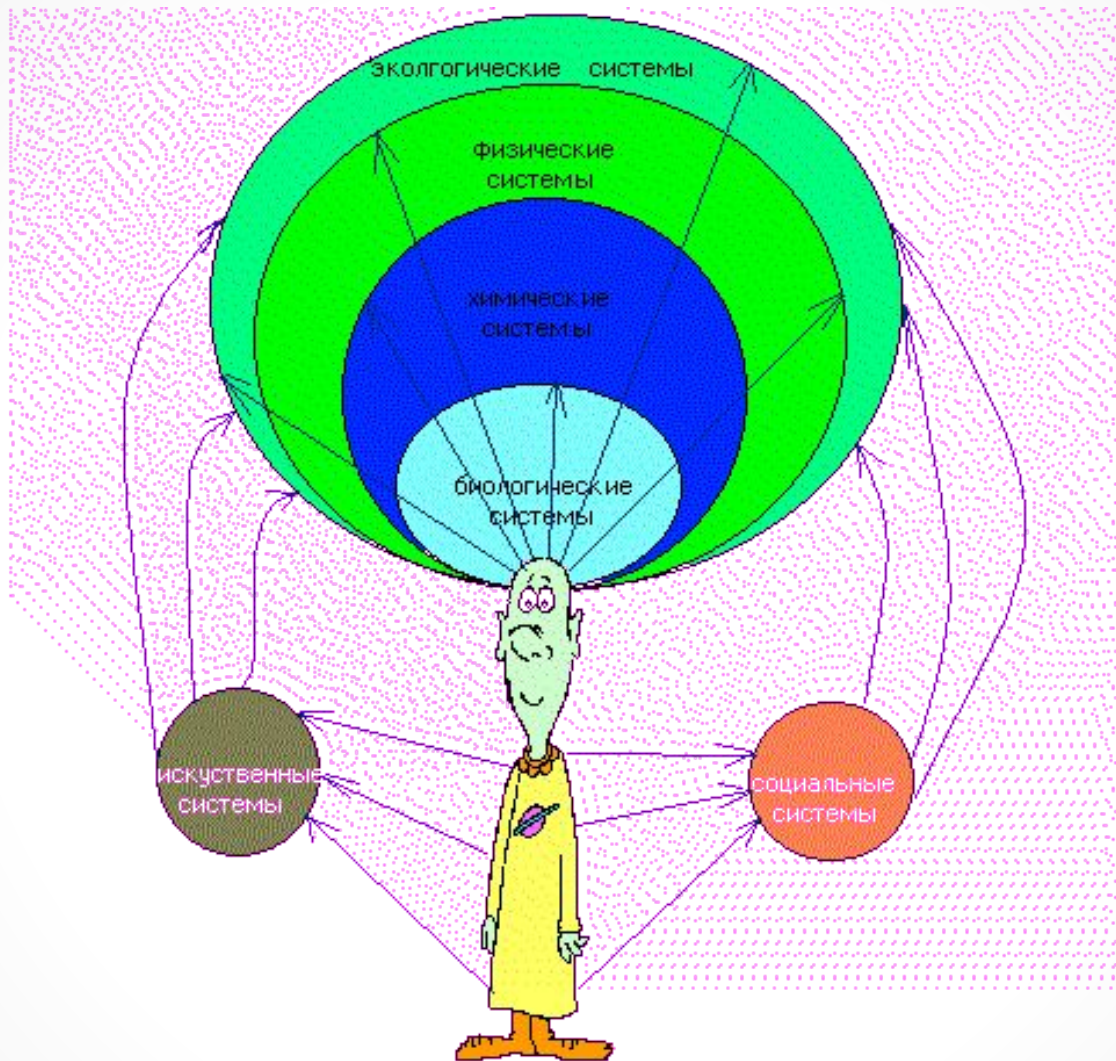 эколгогические системы
физические
системы
химические
системы
биологические
системы
искуственные
системы
социальные
системы